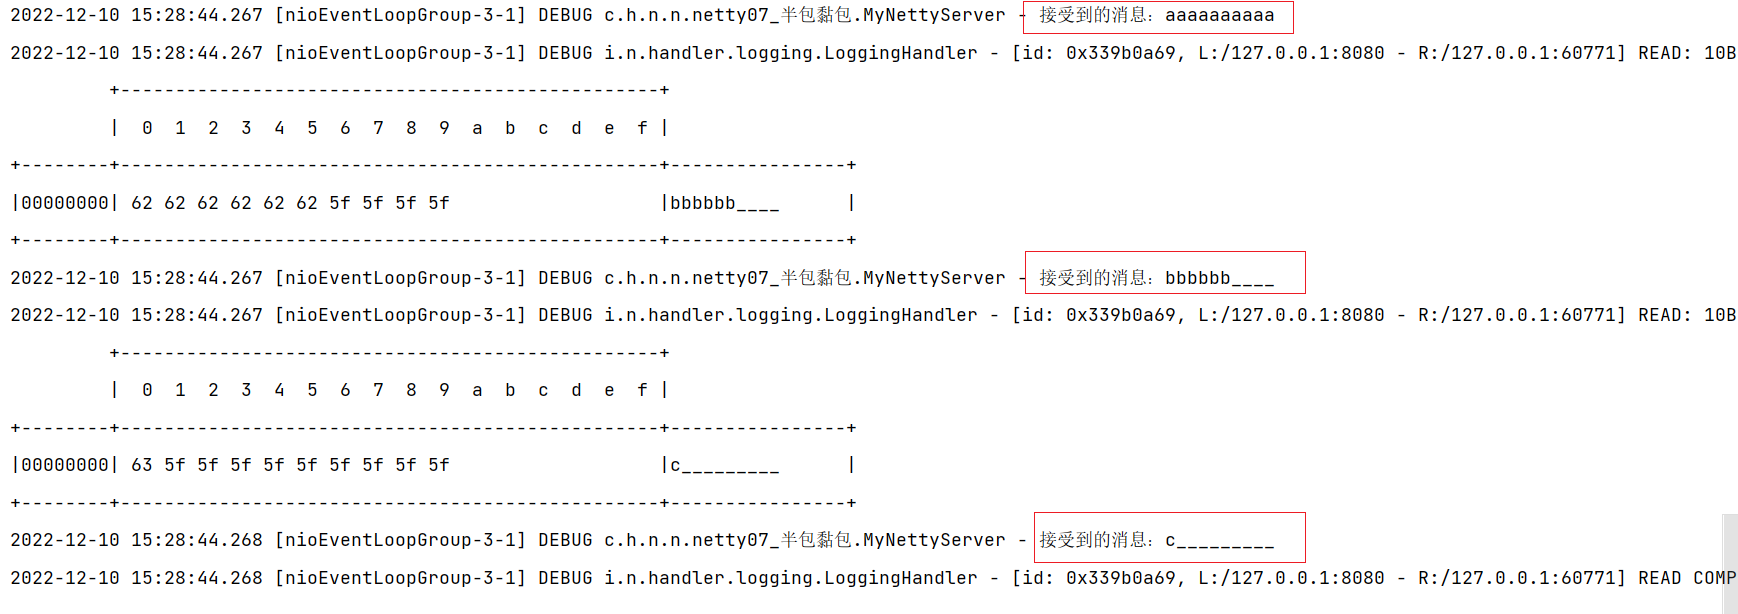 2022-12-10 15:28:44.267 [nioEventLoopGroup-3-1] DEBUG c.h.n.n.netty07_半包黏包.MyNettyServer - 接受到的消息：aaaaaaaaaa
2022-12-10 15:28:44.267 [nioEventLoopGroup-3-1] DEBUG i.n.handler.logging.LoggingHandler - [id: 0x339b0a69, L:/127.0.0.1:8080 - R:/127.0.0.1:60771] READ: 10B
         +-------------------------------------------------+
         |  0  1  2  3  4  5  6  7  8  9  a  b  c  d  e  f |
+--------+-------------------------------------------------+----------------+
|00000000| 62 62 62 62 62 62 5f 5f 5f 5f                   |bbbbbb____      |
+--------+-------------------------------------------------+----------------+
2022-12-10 15:28:44.267 [nioEventLoopGroup-3-1] DEBUG c.h.n.n.netty07_半包黏包.MyNettyServer - 接受到的消息：bbbbbb____
2022-12-10 15:28:44.267 [nioEventLoopGroup-3-1] DEBUG i.n.handler.logging.LoggingHandler - [id: 0x339b0a69, L:/127.0.0.1:8080 - R:/127.0.0.1:60771] READ: 10B
         +-------------------------------------------------+
         |  0  1  2  3  4  5  6  7  8  9  a  b  c  d  e  f |
+--------+-------------------------------------------------+----------------+
|00000000| 63 5f 5f 5f 5f 5f 5f 5f 5f 5f                   |c_________      |
+--------+-------------------------------------------------+----------------+
2022-12-10 15:28:44.268 [nioEventLoopGroup-3-1] DEBUG c.h.n.n.netty07_半包黏包.MyNettyServer - 接受到的消息：c_________
2022-12-10 15:28:44.268 [nioEventLoopGroup-3-1] DEBUG i.n.handler.logging.LoggingHandler - [id: 0x339b0a69, L:/127.0.0.1:8080 - R:/127.0.0.1:60771] READ COMP